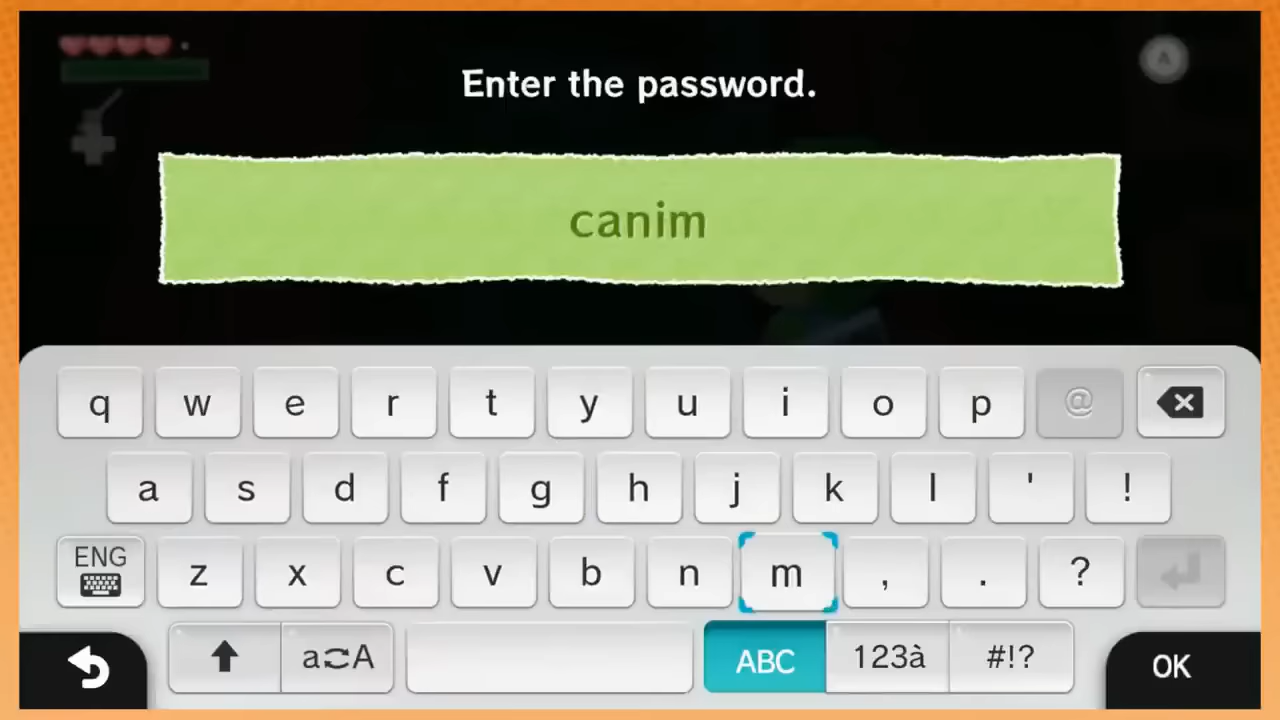 A
Enter the password.
canim
q w e r t y u i o p @
a s d f g h j k l ' !
ENG z x c v b n m , . ?
a A ABC 123à #!?
OK